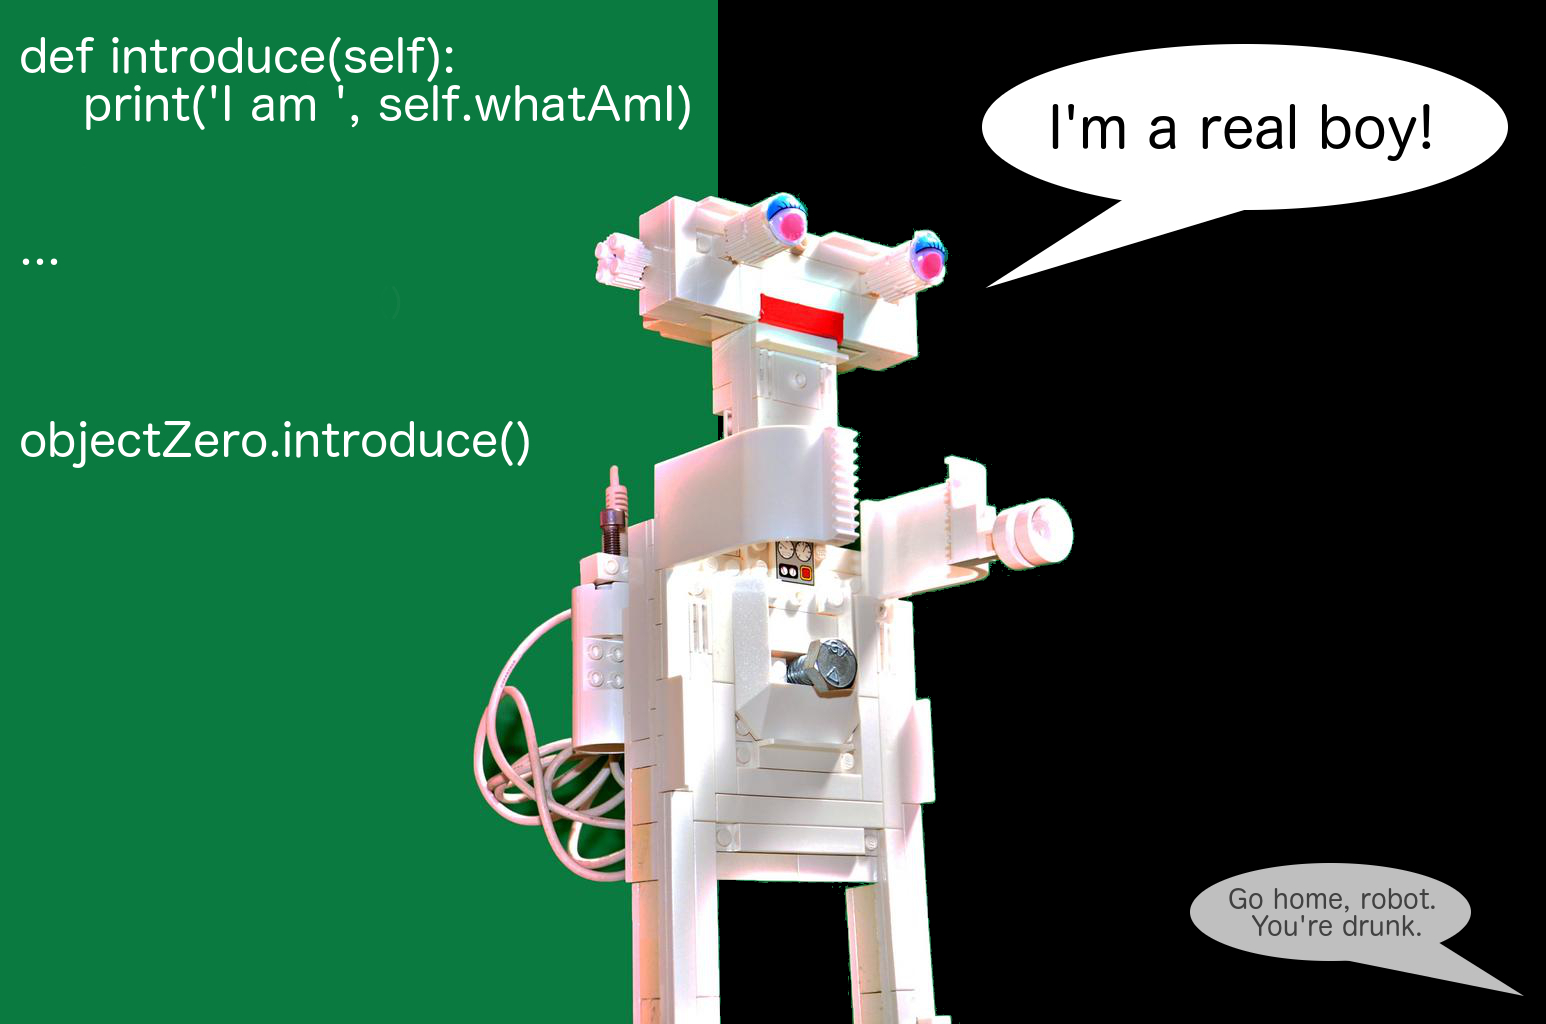 def introduce(self):
    print('I am ', self.whatAmI)
...
objectZero.introduce()
I'm a real boy!
Go home, robot.
You're drunk.